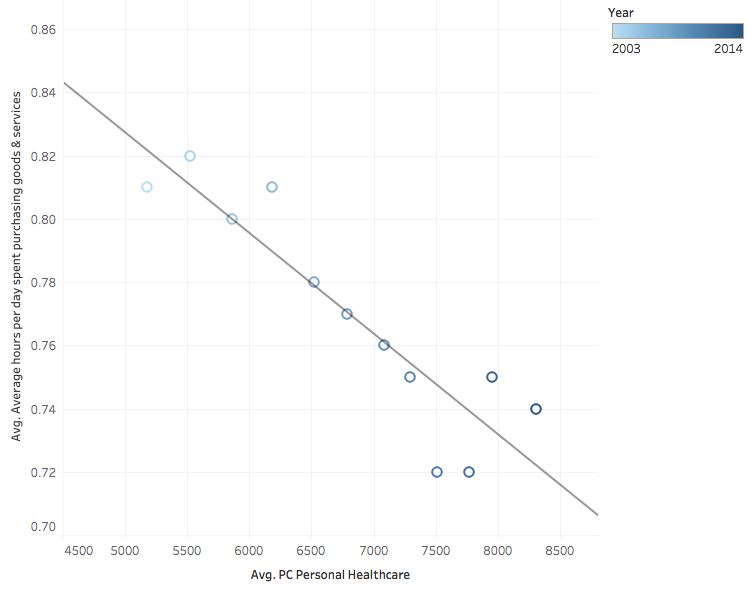 Year
2003 2014
0.86
0.84
0.82
0.80
0.78
0.76
0.74
0.72
0.70
Avg. Average hours per day spent purchasing goods & services
4500 5000 5500 6000 6500 7000 7500 8000 8500
Avg. PC Personal Healthcare